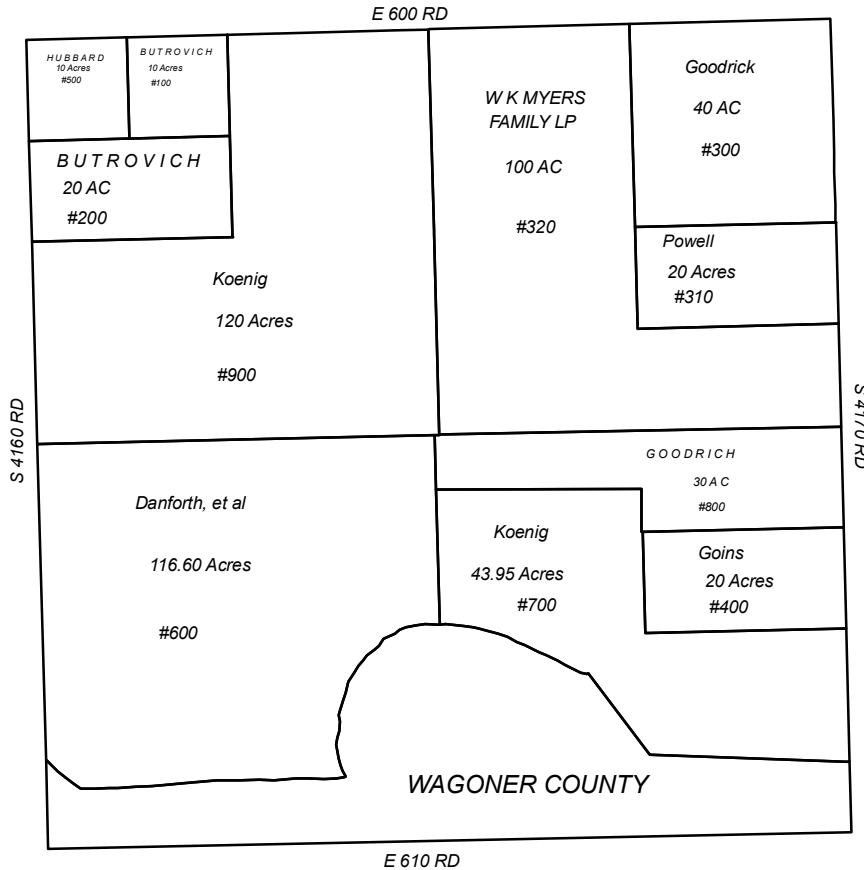 E 600 RD
HUBBARD
10 Acres
#500
BUTROVICH
10 Acres
#100
BUTROVICH
20 AC
#200
W K MYERS
FAMILY LP
100 AC
#320
Goodrick
40 AC
#300
Powell
20 Acres
#310
Koenig
120 Acres
#900
S 4160 RD
S 4170 RD
GOODRICH
30 A C
#800
Danforth, et al
116.60 Acres
#600
Koenig
43.95 Acres
#700
Goins
20 Acres
#400
WAGONER COUNTY
E 610 RD